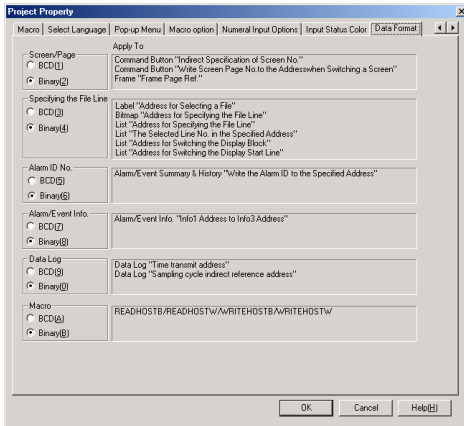 Project Property
Macro | Select Language | Pop-up Menu | Macro option | Numeral Input Options | Input Status Color | Data Format
Apply To
Screen/Page
BCD(1)
Binary(2)
Command Button "Indirect Specification of Screen No."
Command Button "Write Screen Page No.to the Addresswhen Switching a Screen"
Frame "Frame Page Ref."
Specifying the File Line
BCD(3)
Binary(4)
Label "Address for Selecting a File"
Bitmap "Address for Specifying the File Line"
List "Address for Specifying the File Line"
List "The Selected Line No. in the Specified Address"
List "Address for Switching the Display Block"
List "Address for Switching the Display Start Line"
Alarm ID No.
BCD(5)
Binary(6)
Alarm/Event Summary & History "Write the Alarm ID to the Specified Address"
Alarm/Event Info.
BCD(7)
Binary(8)
Alarm/Event Info. "Info1 Address to Info3 Address"
Data Log
BCD(9)
Binary(0)
Data Log "Time transmit address"
Data Log "Sampling cycle indirect reference address"
Macro
BCD(A)
Binary(B)
READHOSTB/READHOSTW/WRITEHOSTB/WRITEHOSTW
OK
Cancel
Help(H)